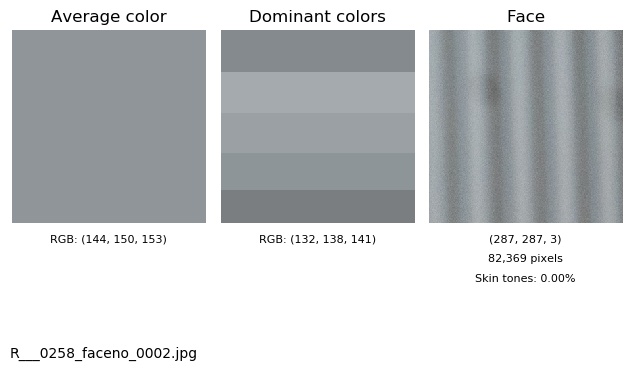 Average color
Dominant colors
Face
RGB: (144, 150, 153)
RGB: (132, 138, 141)
(287, 287, 3)
82,369 pixels
Skin tones: 0.00%
R___0258_faceno_0002.jpg